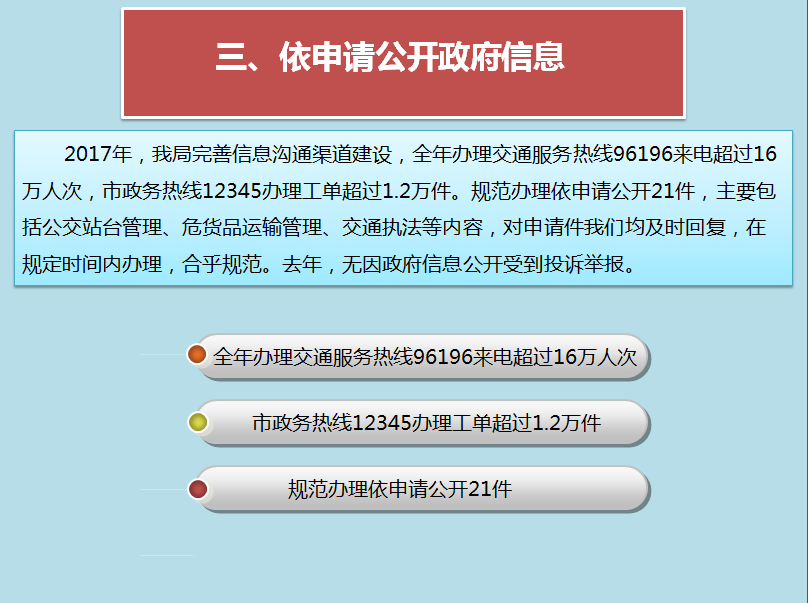 三、依申请公开政府信息
2017年，我局完善信息沟通渠道建设，全年办理交通服务热线96196来电超过16
万人次，市政务热线12345办理工单超过1.2万件。规范办理依申请公开21件，主要包
括公交站台管理、危货品运输管理、交通执法等内容，对申请件我们均及时回复，在
规定时间内办理，合乎规范。去年，无因政府信息公开受到投诉举报。
全年办理交通服务热线96196来电超过16万人次
市政务热线12345办理工单超过1.2万件
规范办理依申请公开21件